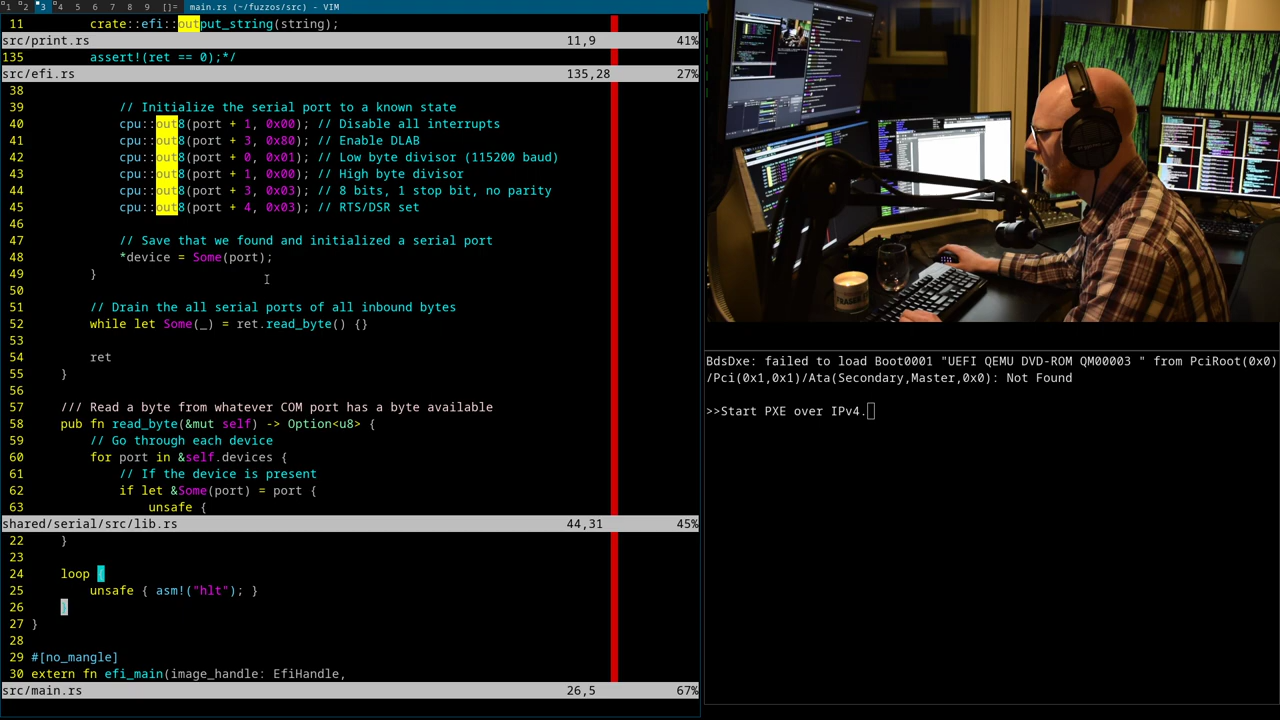 1 2 3 4 5 6 7 8 9 []= main.rs (~/fuzzos/src) - VIM
11 crate::efi::output_string(string);
src/print.rs 11,9 41%
135 assert!(ret == 0);*/
src/efi.rs 135,28 27%
38
39 // Initialize the serial port to a known state
40 cpu::out8(port + 1, 0x00); // Disable all interrupts
41 cpu::out8(port + 3, 0x80); // Enable DLAB
42 cpu::out8(port + 0, 0x01); // Low byte divisor (115200 baud)
43 cpu::out8(port + 1, 0x00); // High byte divisor
44 cpu::out8(port + 3, 0x03); // 8 bits, 1 stop bit, no parity
45 cpu::out8(port + 4, 0x03); // RTS/DSR set
46
47 // Save that we found and initialized a serial port
48 *device = Some(port);
49 }
50
51 // Drain the all serial ports of all inbound bytes
52 while let Some(_) = ret.read_byte() {}
53
54 ret
55 }
56
57 /// Read a byte from whatever COM port has a byte available
58 pub fn read_byte(&mut self) -> Option<u8> {
59 // Go through each device
60 for port in &self.devices {
61 // If the device is present
62 if let &Some(port) = port {
63 unsafe {
shared/serial/src/lib.rs 44,31 45%
22 }
23
24 loop {
25 unsafe { asm!("hlt"); }
26 }
27 }
28
29 #[no_mangle]
30 extern fn efi_main(image_handle: EfiHandle,
src/main.rs 26,5 67%
BdsDxe: failed to load Boot0001 "UEFI QEMU DVD-ROM QM00003 " from PciRoot(0x0)
/Pci(0x1,0x1)/Ata(Secondary,Master,0x0): Not Found
>>Start PXE over IPv4.